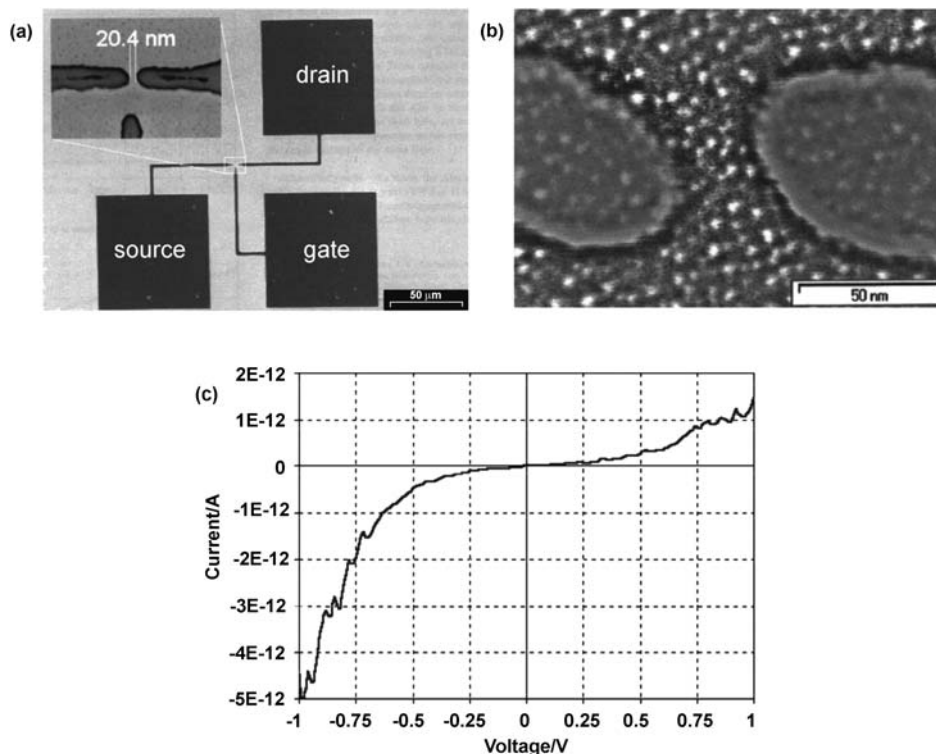 (a)
20.4 nm
drain
source
gate
50 μm
(b)
50 nm
(c)
2E-12
1E-12
0
-1E-12
-2E-12
-3E-12
-4E-12
-5E-12
Current/A
-1 -0.75 -0.5 -0.25 0 0.25 0.5 0.75 1
Voltage/V